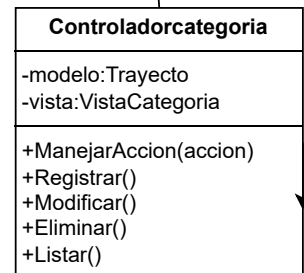 Controladorcategoria
-modelo:Trayecto
-vista:VistaCategoria
+ManejarAccion(accion)
+Registrar()
+Modificar()
+Eliminar()
+Listar()